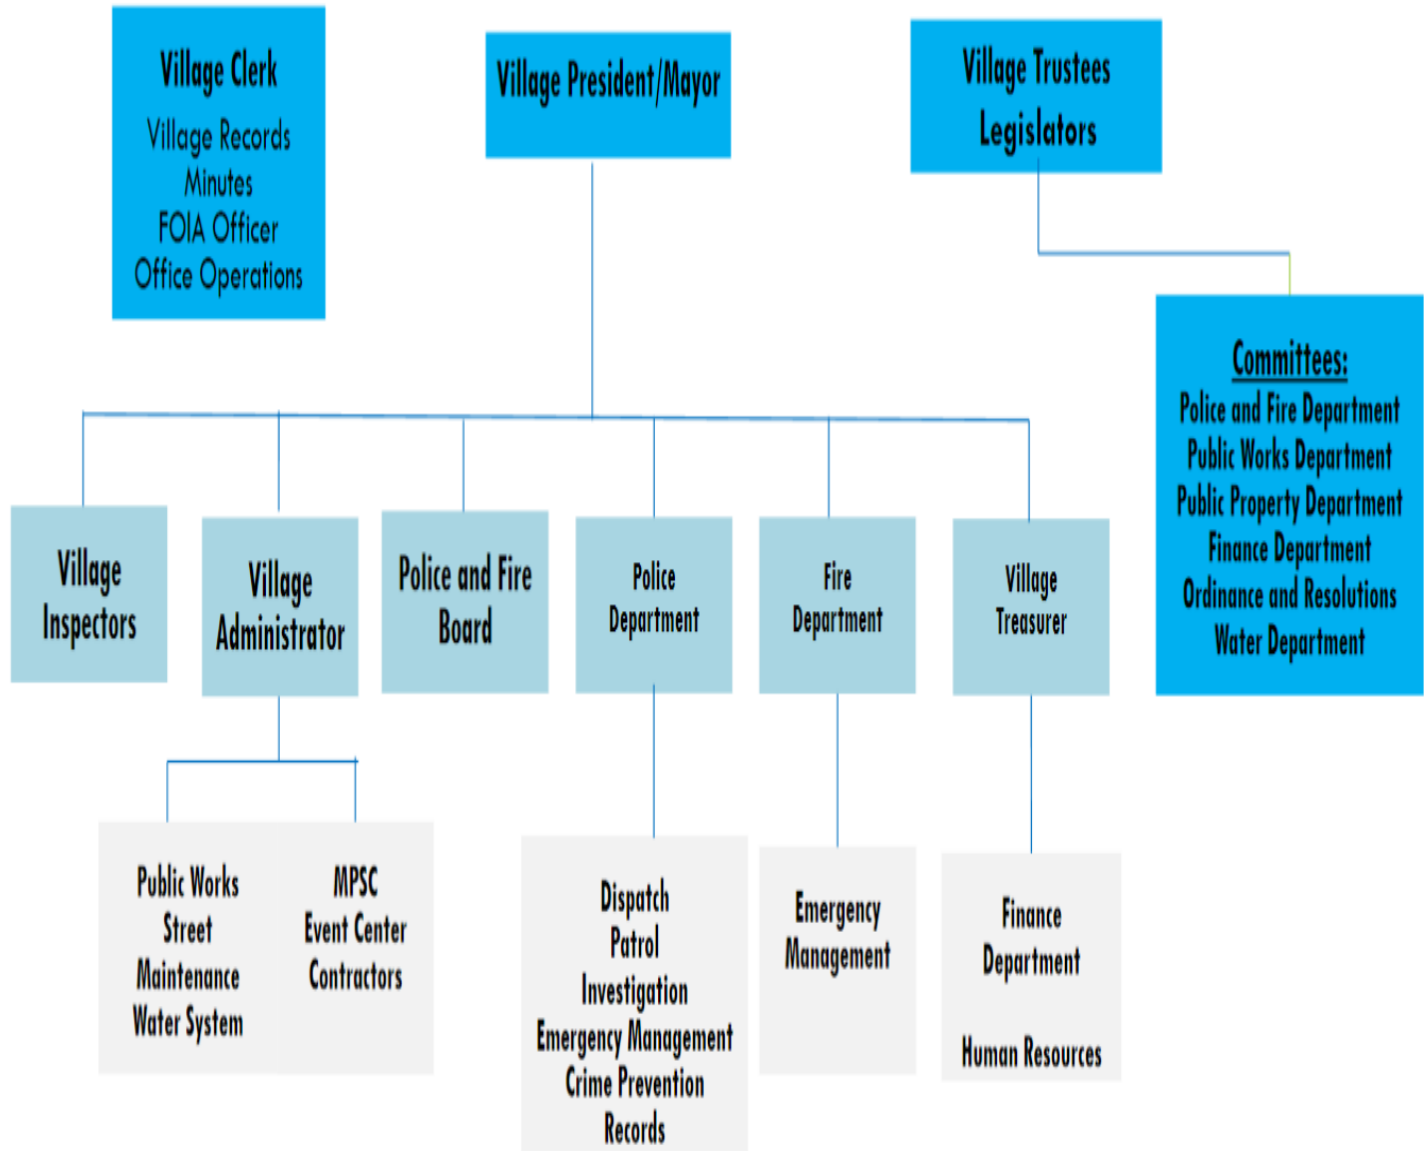 Village Clerk
Village Records
Minutes
FOIA Officer
Office Operations
Village President/Mayor
Village Trustees
Legislators
Committees:
Police and Fire Department
Public Works Department
Public Property Department
Finance Department
Ordinance and Resolutions
Water Department
Village
Inspectors
Village
Administrator
Police and Fire
Board
Police
Department
Fire
Department
Village
Treasurer
Public Works
Street
Maintenance
Water System
MPSC
Event Center
Contractors
Dispatch
Patrol
Investigation
Emergency Management
Crime Prevention
Records
Emergency
Management
Finance
Department
Human Resources